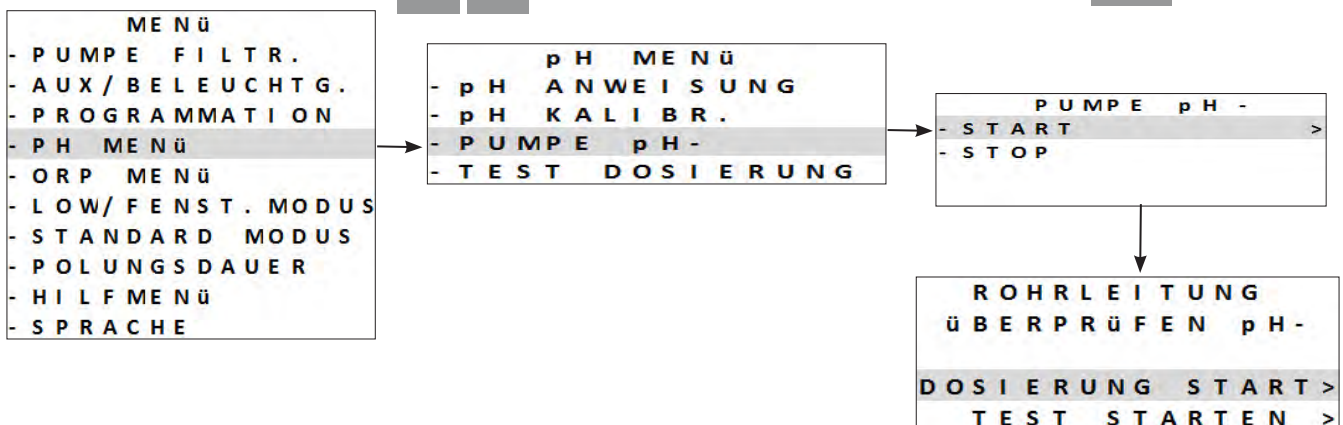 MENü
- PUMPE FILTR.
- AUX/BELEUCHTG.
- PROGRAMMATION
- PH MENü
- ORP MENü
- LOW/FENST.MODUS
- STANDARD MODUS
- POLUNGSDAUER
- HILFMENü
- SPRACHE
pH MENü
- pH ANWEISUNG
- pH KALIBR.
- PUMPE pH-
- TEST DOSIERUNG
PUMPE pH -
- START >
- STOP
ROHRLEITUNG
üBERPRüFEN pH-
DOSIERUNG START>
TEST STARTEN >